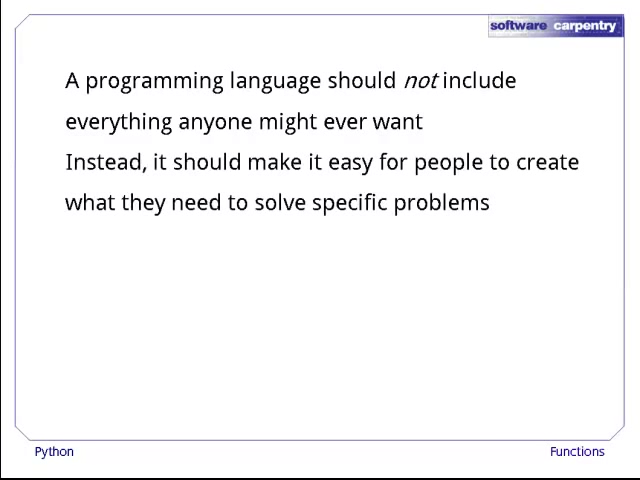 software carpentry
A programming language should not include
everything anyone might ever want
Instead, it should make it easy for people to create
what they need to solve specific problems
Python
Functions